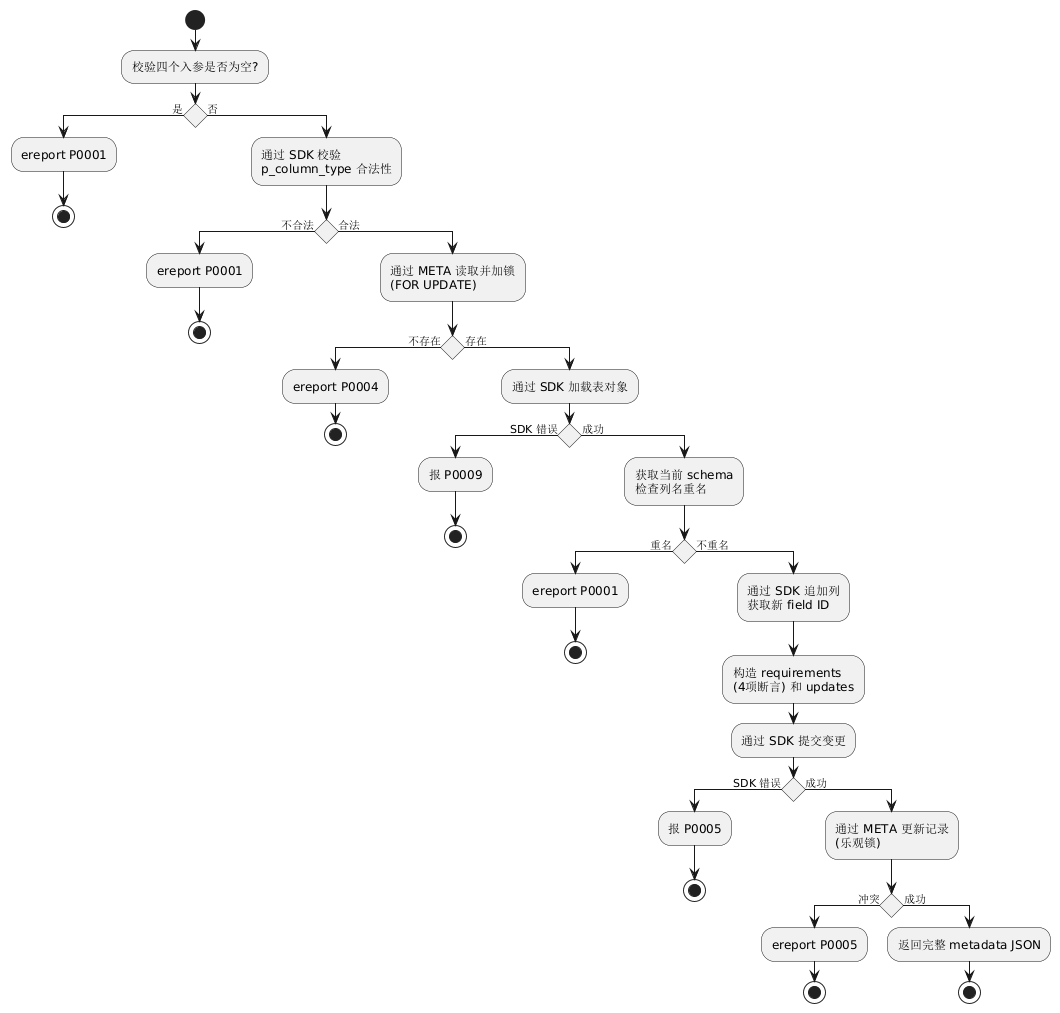 校验四个入参是否为空?
是
否
ereport P0001
通过 SDK 校验
p_column_type 合法性
不合法
合法
ereport P0001
通过 META 读取并加锁
(FOR UPDATE)
不存在
存在
ereport P0004
通过 SDK 加载表对象
SDK 错误
成功
报 P0009
获取当前 schema
检查列名重名
重名
不重名
ereport P0001
通过 SDK 追加列
获取新 field ID
构造 requirements
(4项断言) 和 updates
通过 SDK 提交变更
SDK 错误
成功
报 P0005
通过 META 更新记录
(乐观锁)
冲突
成功
ereport P0005
返回完整 metadata JSON